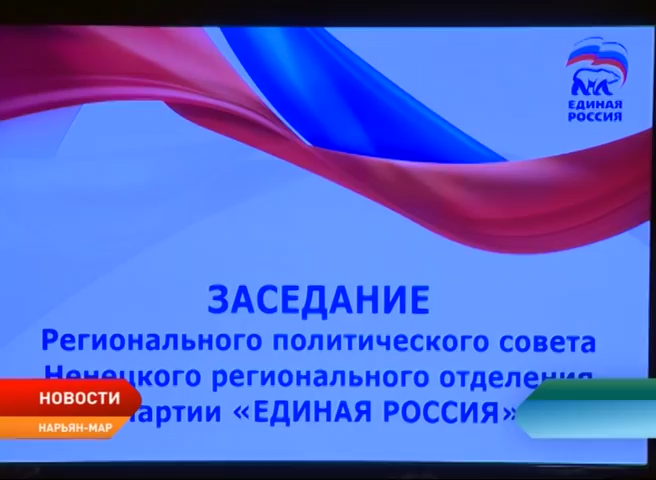 ЕДИНАЯ
РОССИЯ
ЗАСЕДАНИЕ
Регионального политического совета
Ненецкого регионального отделения
партии «ЕДИНАЯ РОССИЯ»
НОВОСТИ
НАРЬЯН-МАР